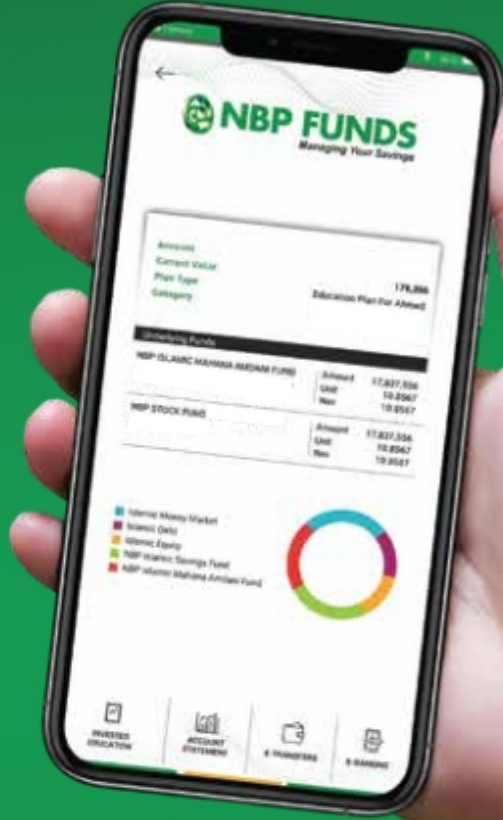 NBP FUNDS
Managing Your Savings
Amount
Current Value
178,386
Plan Type
Education Plan For Ahmed
Category
Underlying Funds
NBP ISLAMIC MAHANA AMDANI FUND
Amount 17,837,556
Unit 10.8567
Nav 10.8567
NBP STOCK FUND
Amount 17,837,556
Unit 10.8567
Nav 10.8567
Islamic Money Market
Islamic Debt
Islamic Equity
NBP Islamic Savings Fund
NBP Islamic Mahana Amdani Fund
INVESTOR EDUCATION
ACCOUNT STATEMENT
E-TRANSFERS
E-BANKING